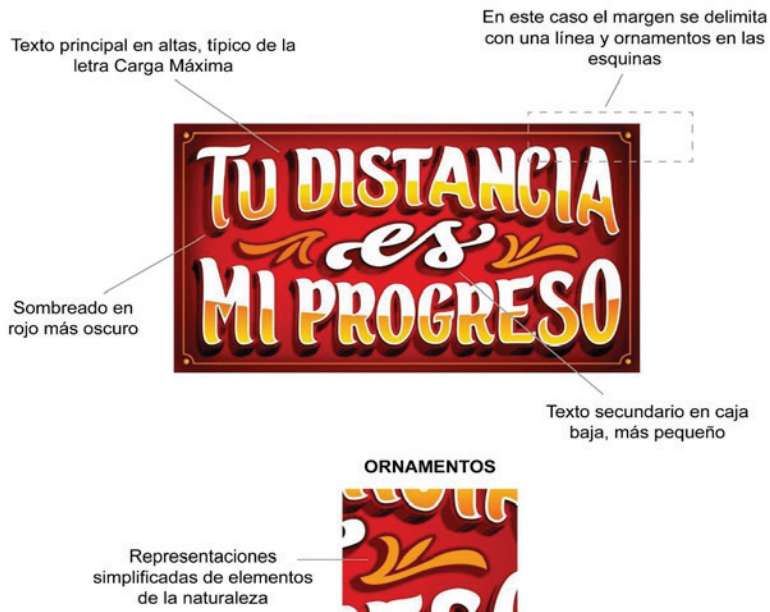 En este caso el margen se delimita
con una línea y ornamentos en las
esquinas
Texto principal en altas, típico de la
letra Carga Máxima
TU DISTANCIA
es
MI PROGRESO
Sombreado en
rojo más oscuro
Texto secundario en caja
baja, más pequeño
ORNAMENTOS
Representaciones
simplificadas de elementos
de la naturaleza